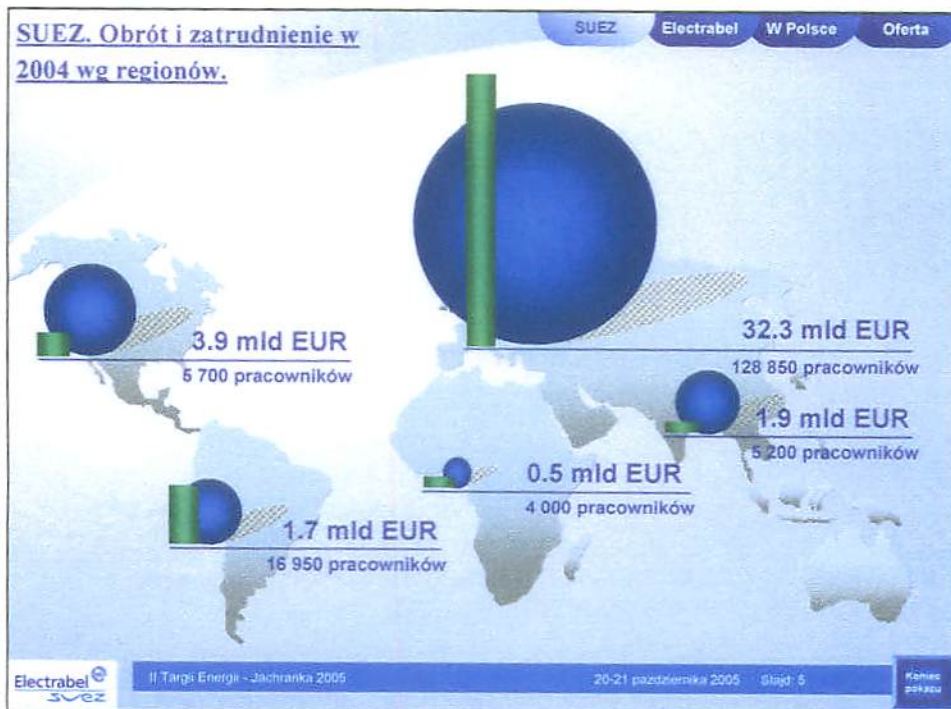 SUEZ. Obrót i zatrudnienie w
2004 wg regionów.
SUEZ
Electrabel
W Polsce
Oferta
3.9 mld EUR
5 700 pracowników
32.3 mld EUR
128 850 pracowników
1.9 mld EUR
5 200 pracowników
0.5 mld EUR
4 000 pracowników
1.7 mld EUR
16 950 pracowników
Electrabel
suez
II Targi Energii - Jachranka 2005
20-21 pazdziernika 2005 Slajd: 5
Koniec
pokazu